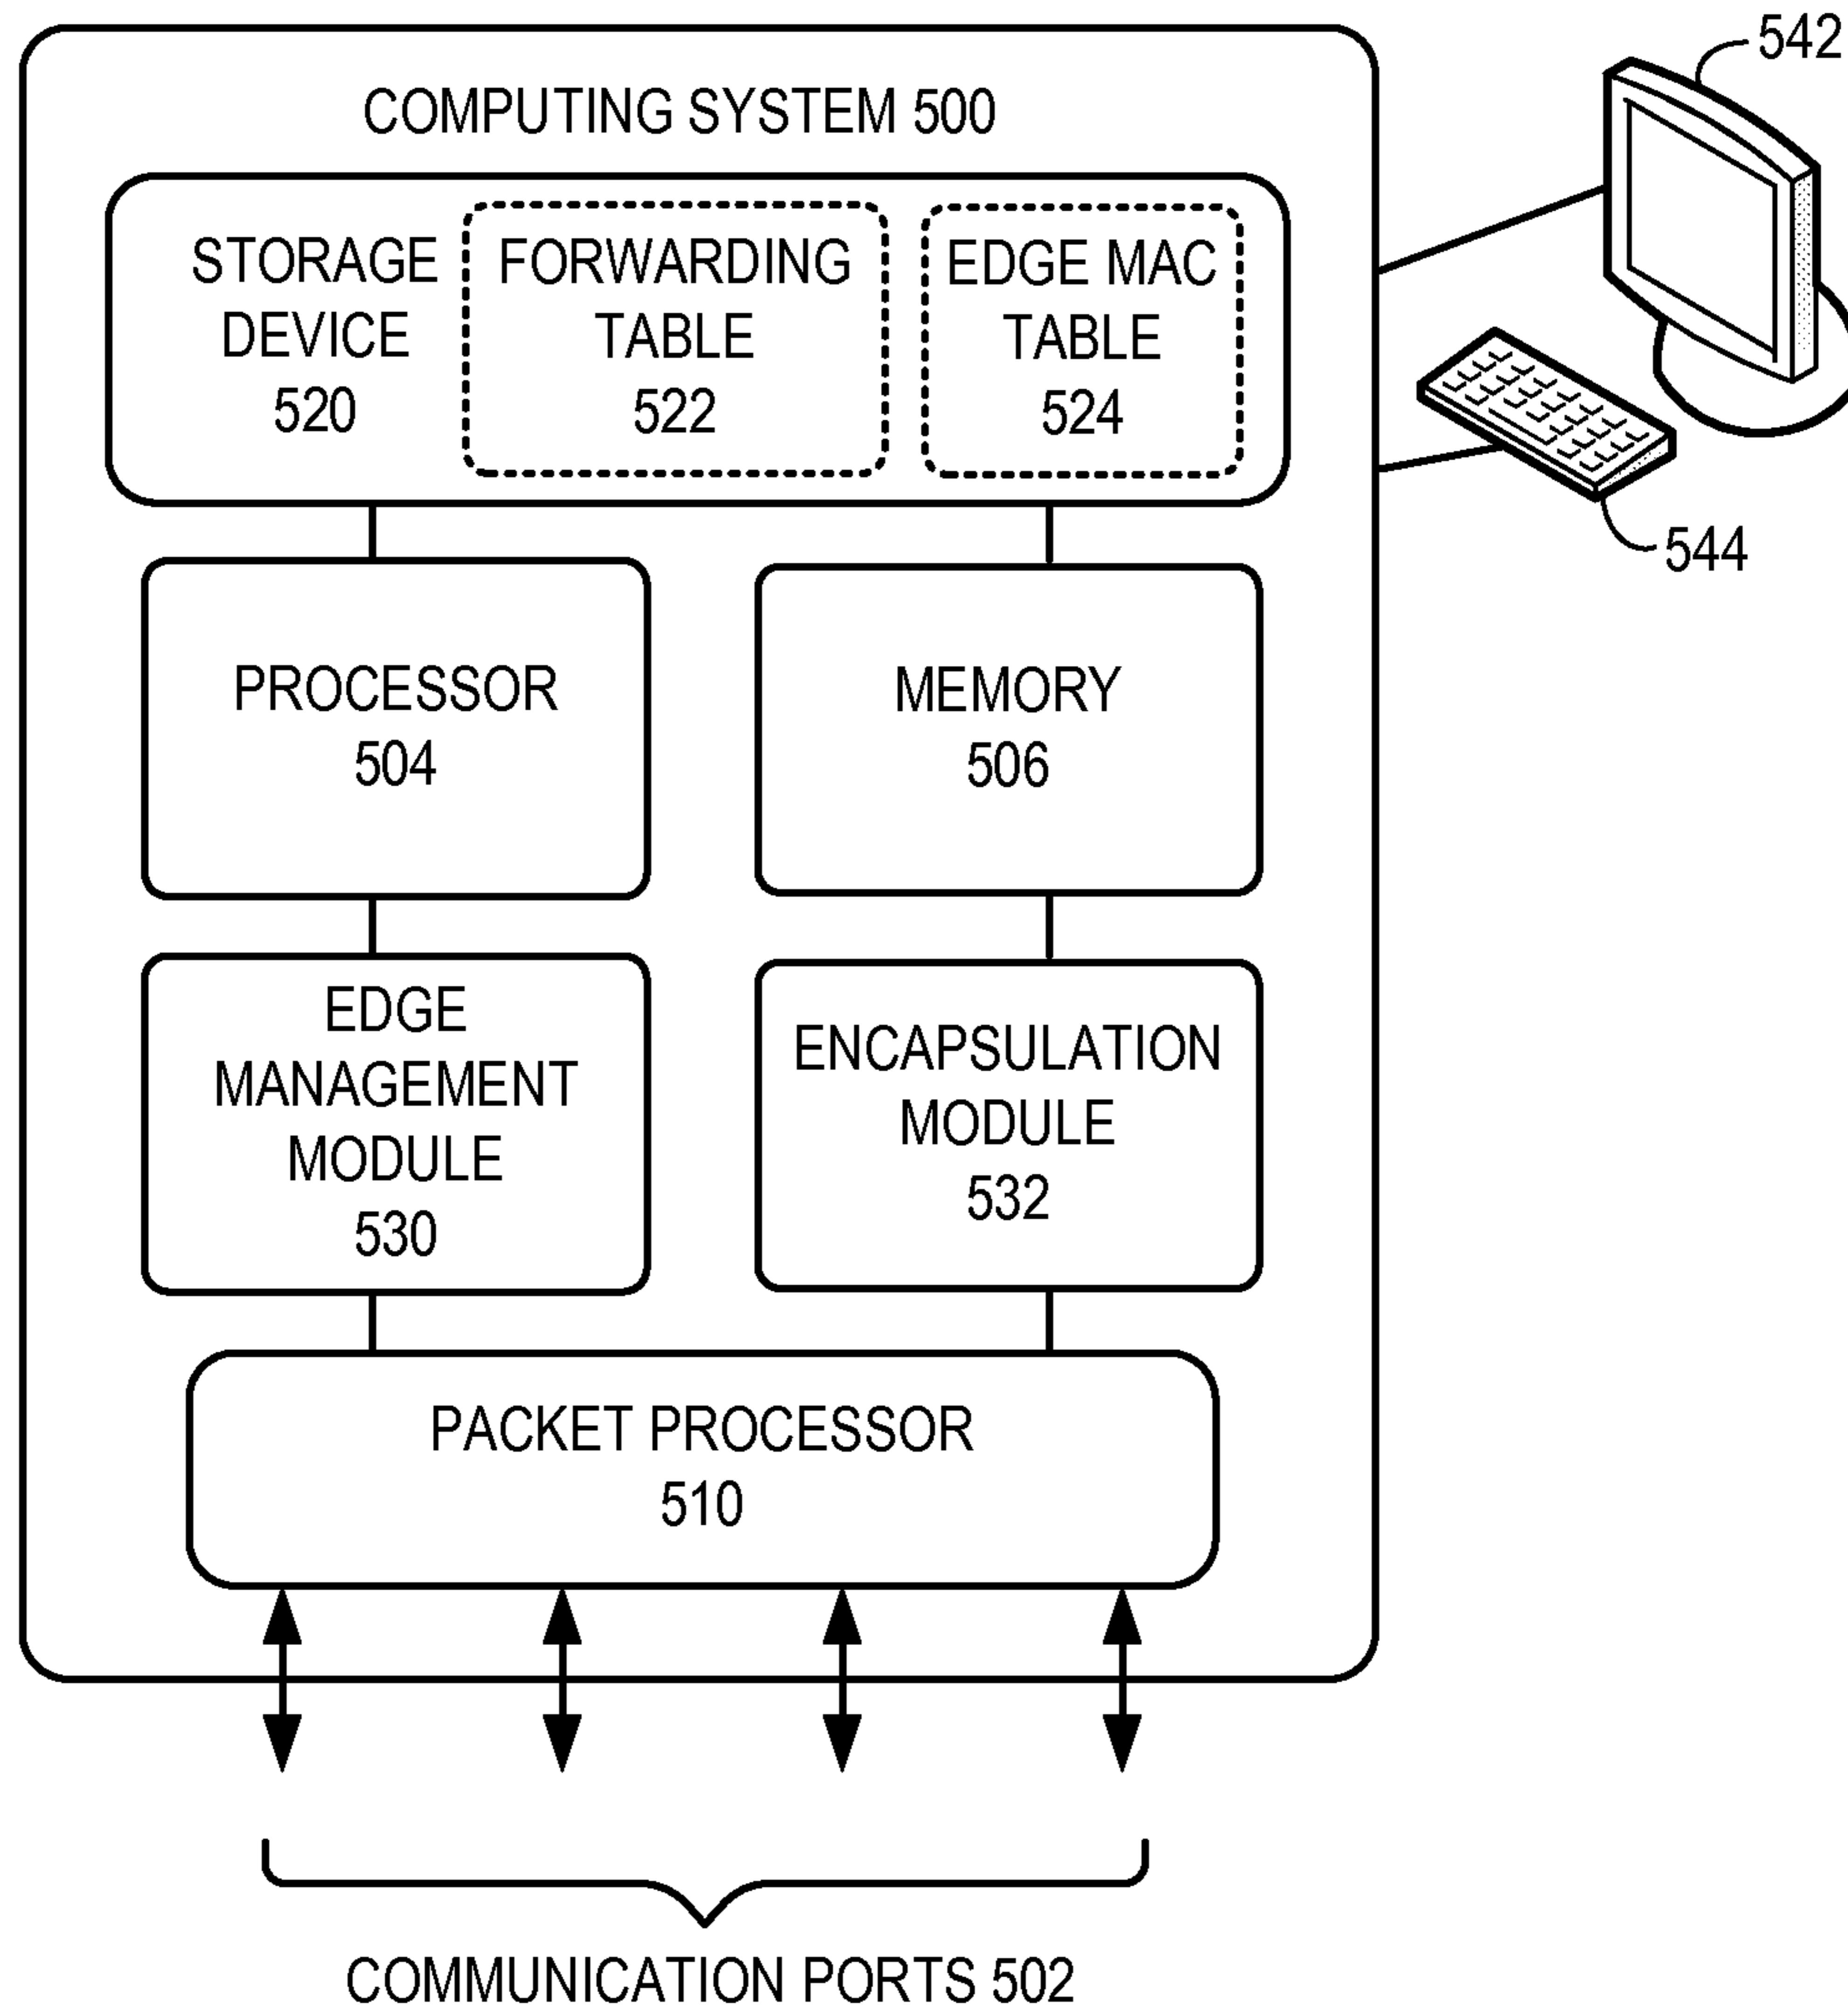 COMPUTING SYSTEM 500
STORAGE
DEVICE
520
FORWARDING
TABLE
522
EDGE MAC
TABLE
524
542
544
PROCESSOR
504
MEMORY
506
EDGE
MANAGEMENT
MODULE
530
ENCAPSULATION
MODULE
532
PACKET PROCESSOR
510
COMMUNICATION PORTS 502